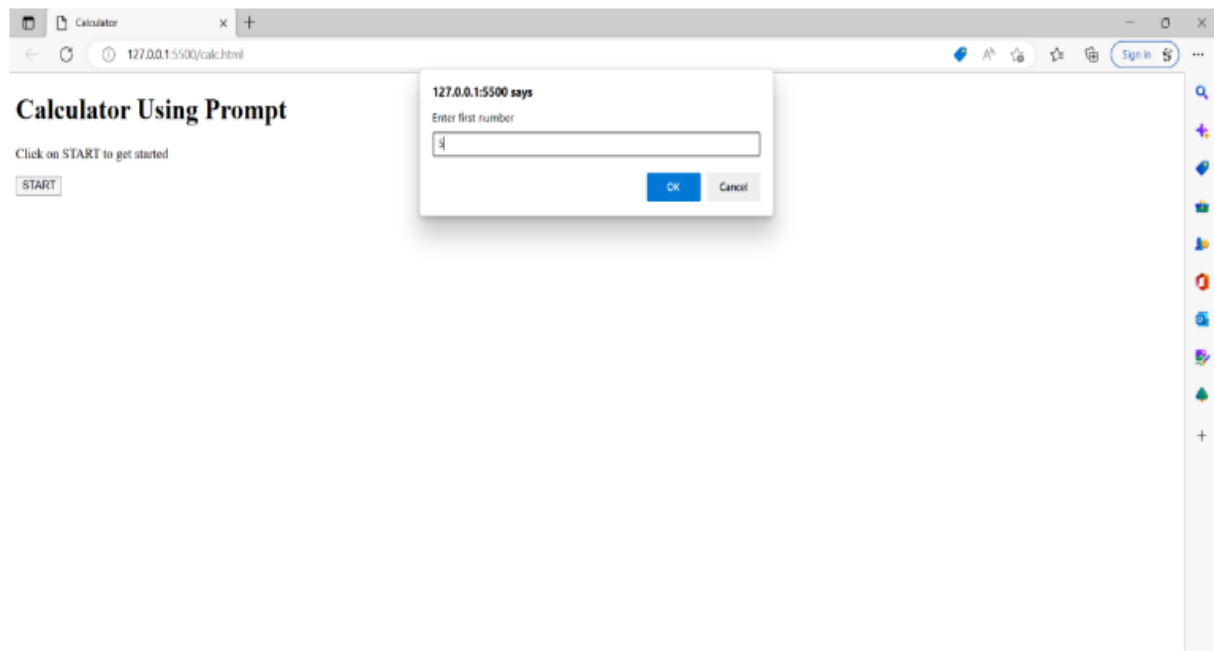 Calculator
127.0.0.1:5500/calc.html
Sign in
Calculator Using Prompt
Click on START to get started
START
127.0.0.1:5500 says
Enter first number
5
OK
Cancel